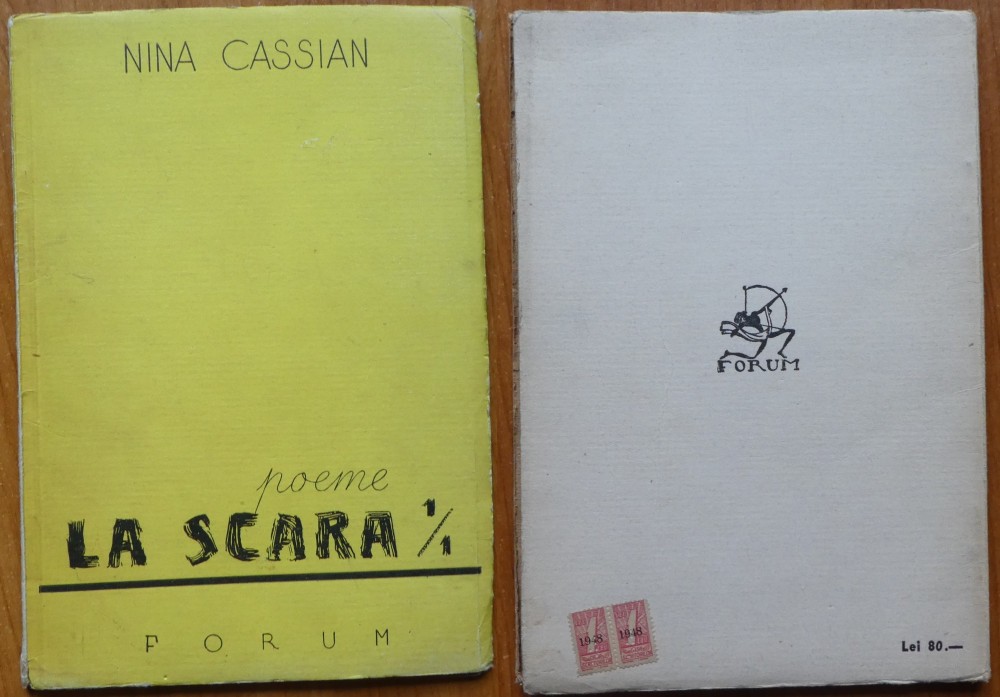 NINA CASSIAN
poeme
LA SCARA 1/1
FORUM
FORUM
1948 1948
Lei 80.—